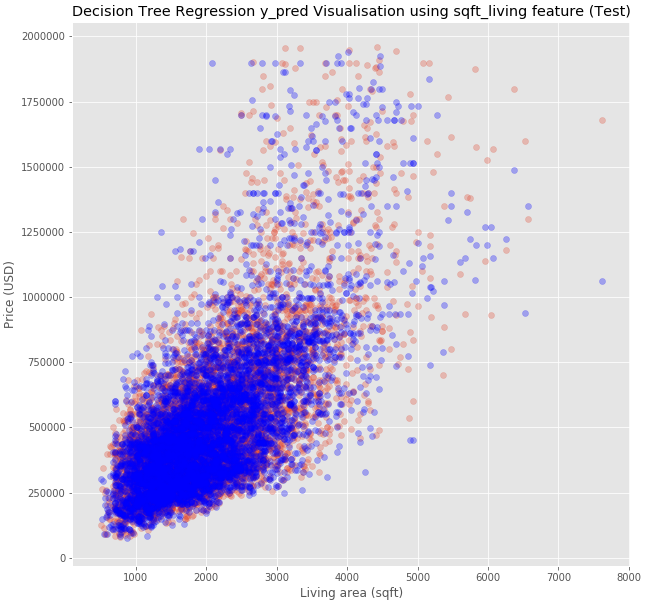 Decision Tree Regression y_pred Visualisation using sqft_living feature (Test)
2000000
1750000
1500000
1250000
1000000
750000
500000
250000
0
Price (USD)
1000 2000 3000 4000 5000 6000 7000 8000
Living area (sqft)